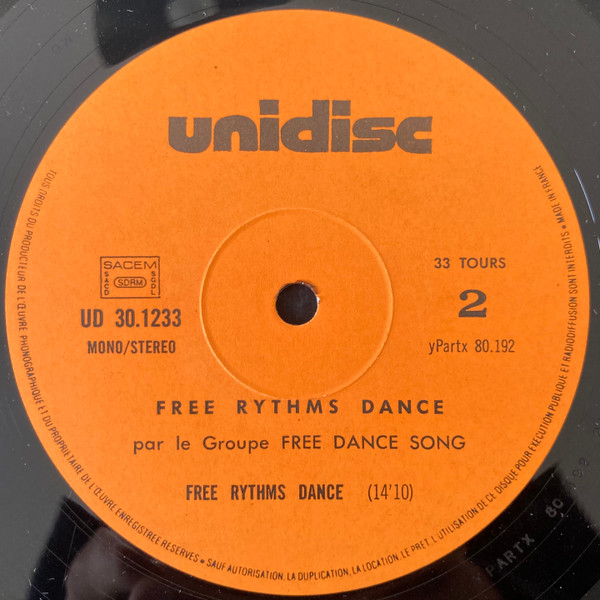 unidisc
SACEM
SACD SDRM SGDL
UD 30.1233
MONO/STEREO
33 TOURS
2
yPartx 80.192
FREE RYTHMS DANCE
par le Groupe FREE DANCE SONG
FREE RYTHMS DANCE (14'10)
TOUS DROITS DU PRODUCTEUR DE L'ŒUVRE PHONOGRAPHIQUE ET DU PROPRIETAIRE DE L'ŒUVRE ENREGISTREE RESERVES • SAUF AUTORISATION, LA DUPLICATION, LA LOCATION, LE PRET, L'UTILISATION DE CE DISQUE POUR EXECUTION PUBLIQUE ET RADIODIFFUSION SONT INTERDITS • MADE IN FRANCE
PARTX 80